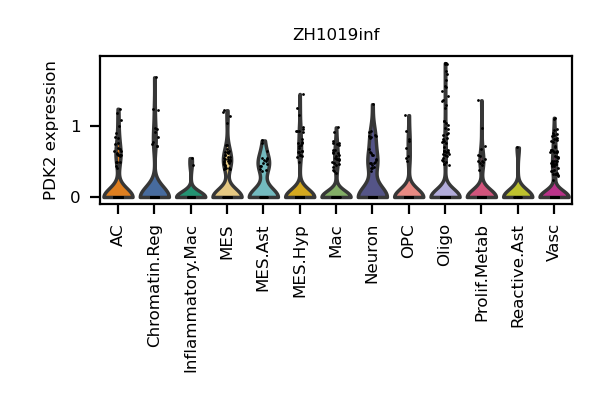 ZH1019inf
PDK2 expression
1
0
AC
Chromatin.Reg
Inflammatory.Mac
MES
MES.Ast
MES.Hyp
Mac
Neuron
OPC
Oligo
Prolif.Metab
Reactive.Ast
Vasc